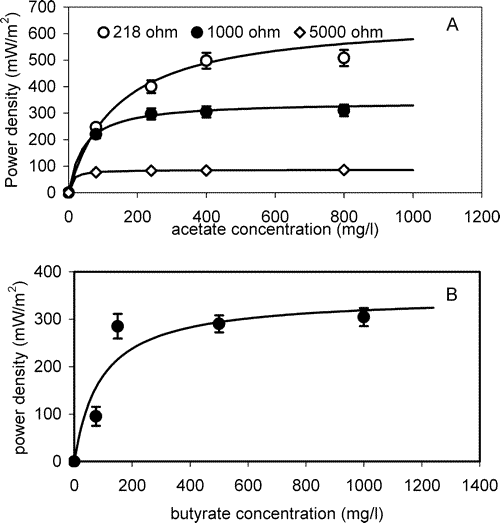 A
218 ohm 1000 ohm 5000 ohm
Power density (mW/m²)
700
600
500
400
300
200
100
0
0 200 400 600 800 1000 1200
acetate concentration (mg/l)
B
power density (mW/m²)
400
300
200
100
0
0 200 400 600 800 1000 1200 1400
butyrate concentration (mg/l)